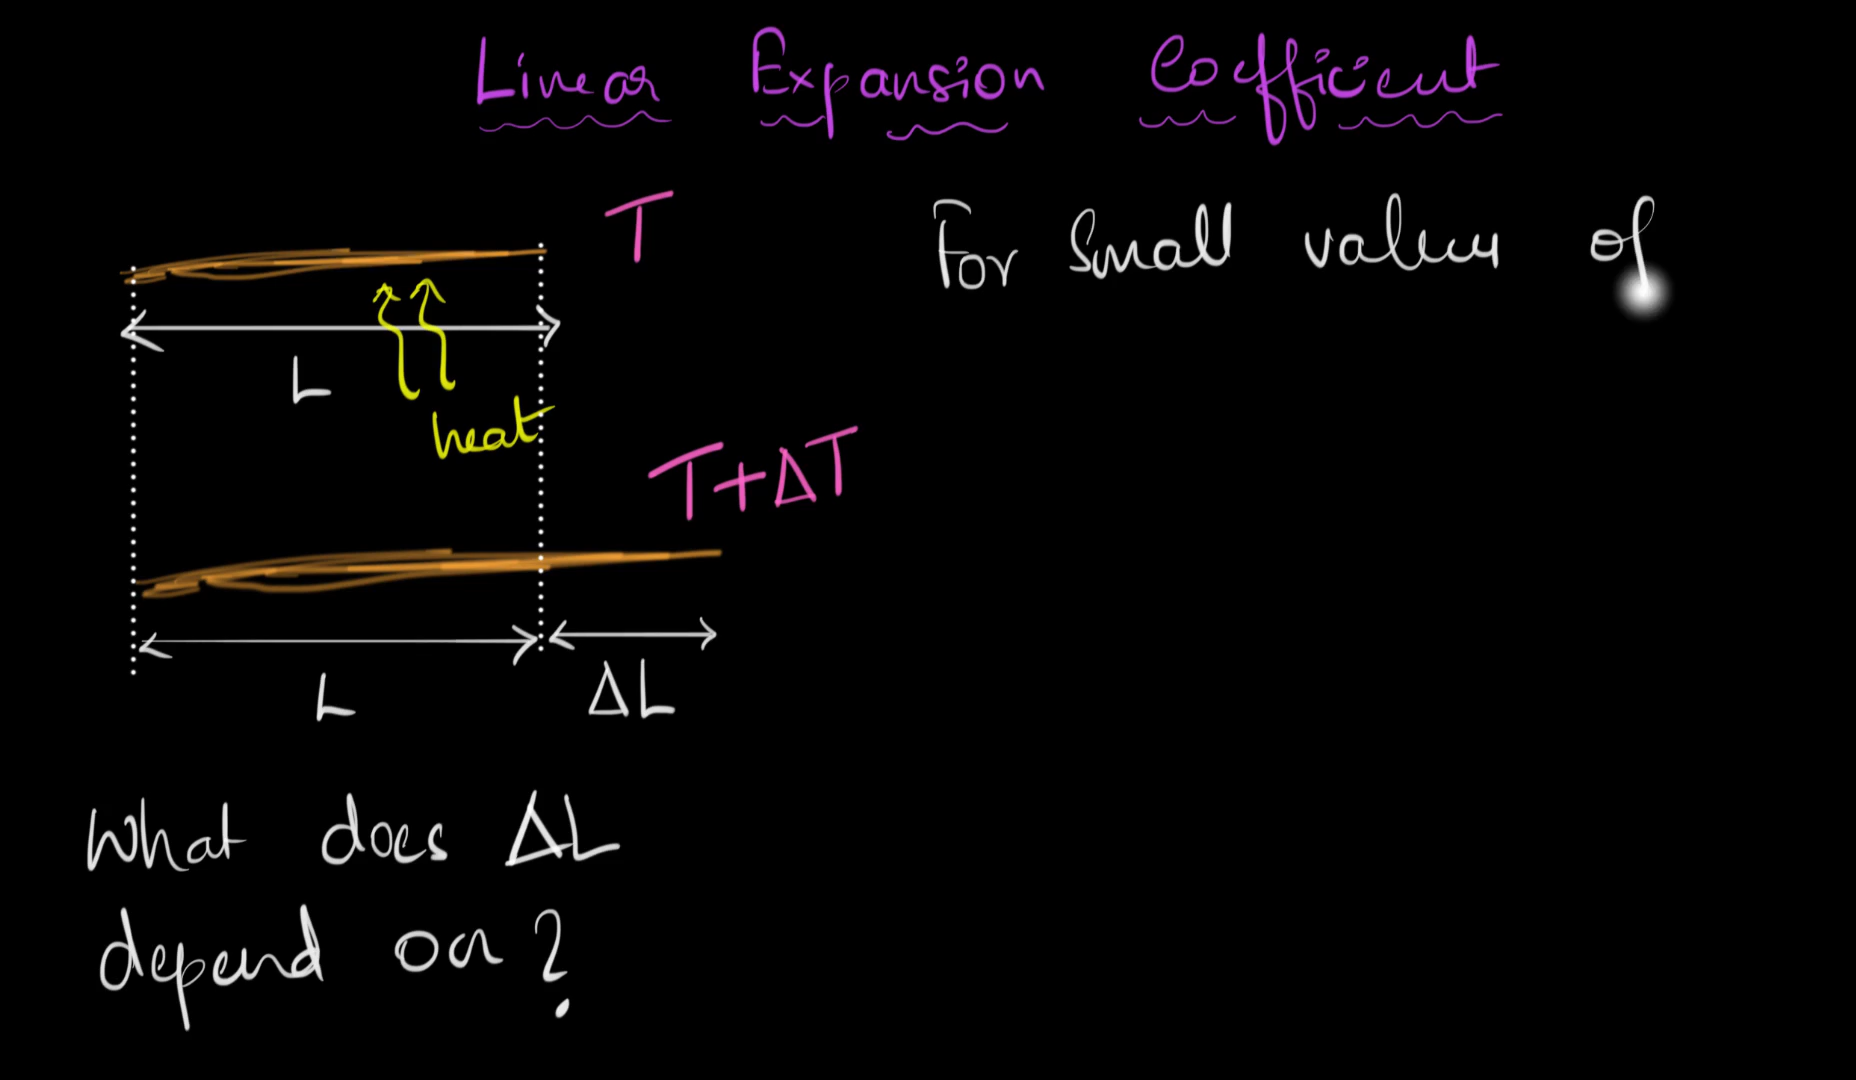 Linear Expansion Coefficient
T
For small values of
L
heat
T+ΔT
L
ΔL
What does ΔL
depend on?